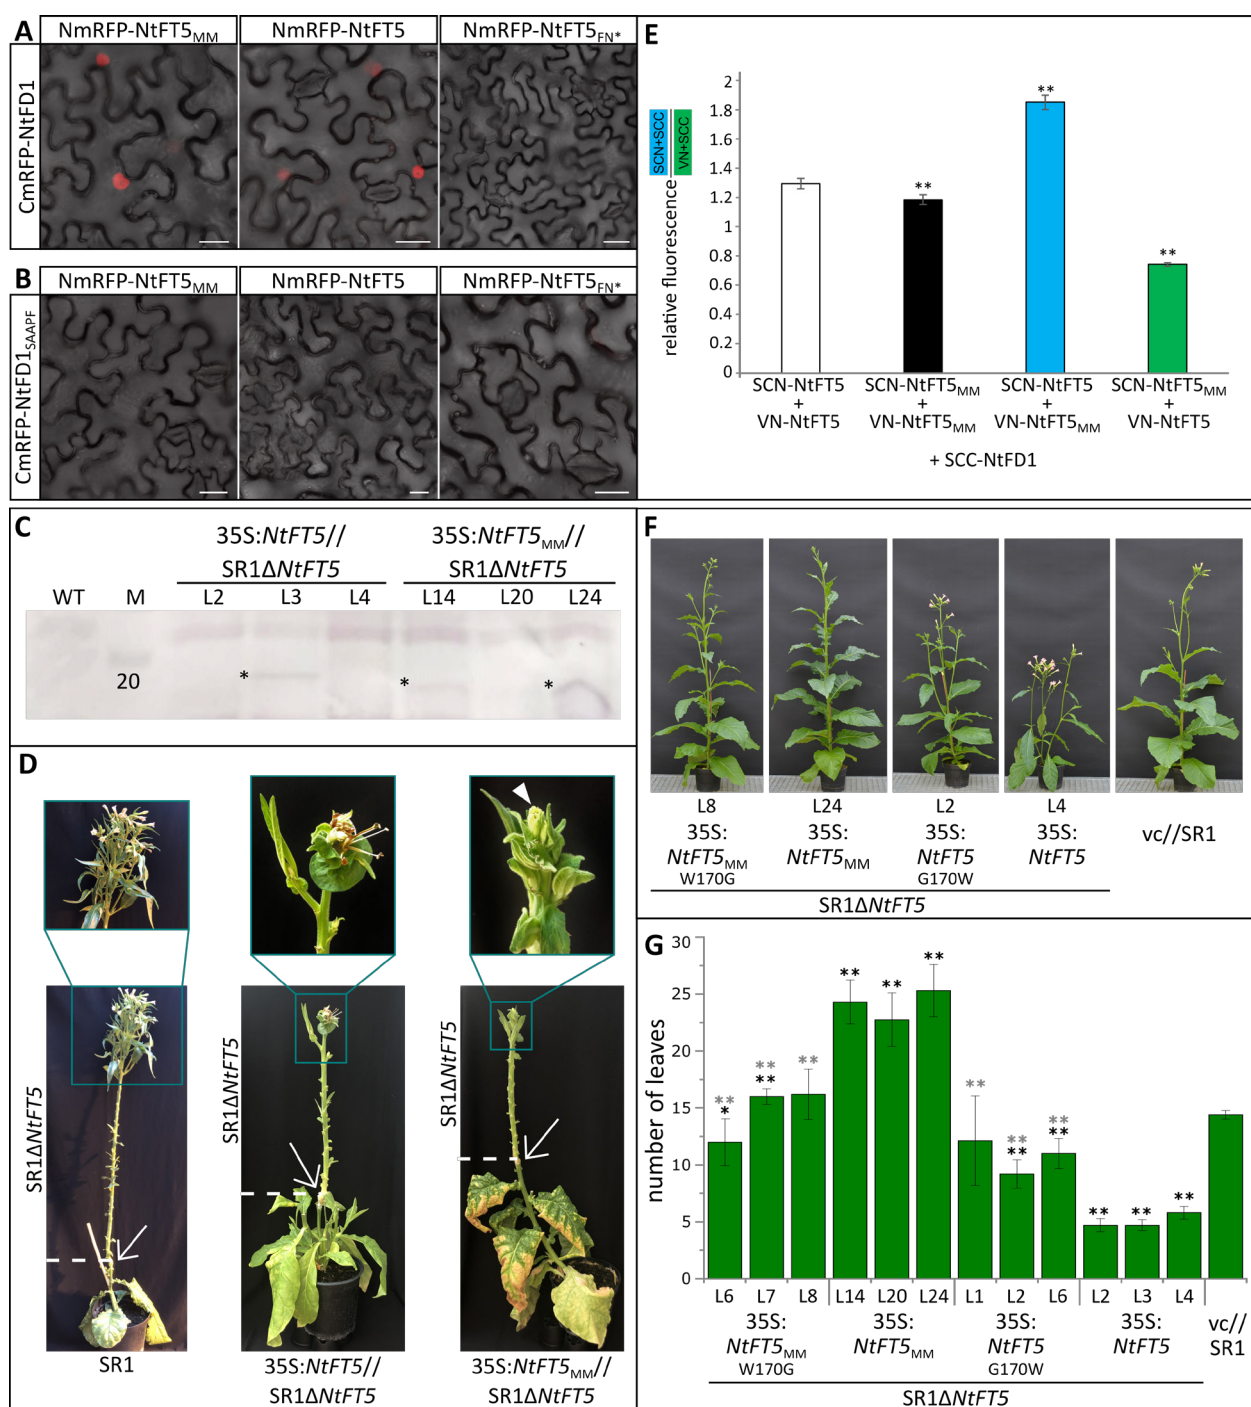 A
NmRFP-NtFT5MM
NmRFP-NtFT5
NmRFP-NtFT5FN*
CmRFP-NtFD1
B
NmRFP-NtFT5MM
NmRFP-NtFT5
NmRFP-NtFT5FN*
CmRFP-NtFD1SAAPF
C
35S:NtFT5//
SR1ΔNtFT5
35S:NtFT5MM//
SR1ΔNtFT5
WT M L2 L3 L4 L14 L20 L24
20 * * *
D
SR1ΔNtFT5
SR1ΔNtFT5
SR1ΔNtFT5
SR1
35S:NtFT5//
SR1ΔNtFT5
35S:NtFT5MM//
SR1ΔNtFT5
E
relative fluorescence
SCN+SCC
VN+SCC
2
1.8
1.6
1.4
1.2
1
0.8
0.6
0.4
0.2
0
** ** **
SCN-NtFT5
+
VN-NtFT5
SCN-NtFT5MM
+
VN-NtFT5MM
SCN-NtFT5
+
VN-NtFT5MM
SCN-NtFT5MM
+
VN-NtFT5
+ SCC-NtFD1
F
L8
35S:
NtFT5MM
W170G
L24
35S:
NtFT5MM
L2
35S:
NtFT5
G170W
L4
35S:
NtFT5
vc//SR1
SR1ΔNtFT5
G
number of leaves
30
25
20
15
10
5
0
** ** ** ** ** ** ** ** **
* ** ** ** ** ** **
L6 L7 L8 L14 L20 L24 L1 L2 L6 L2 L3 L4
35S:
NtFT5MM
W170G
35S:
NtFT5MM
35S:
NtFT5
G170W
35S:
NtFT5
vc//
SR1
SR1ΔNtFT5